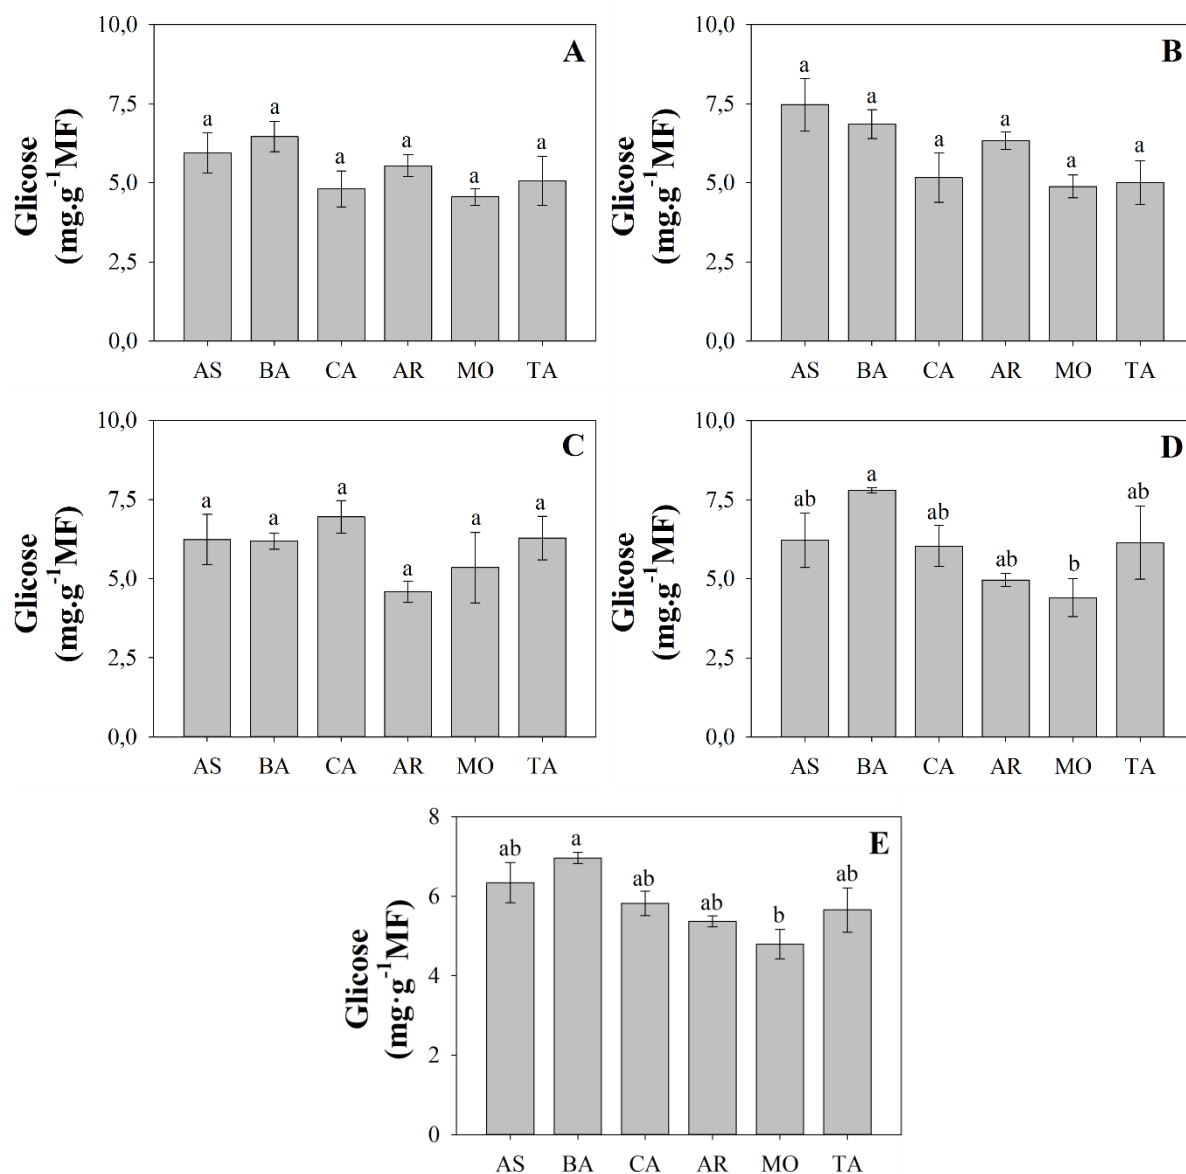 A
Glicose
(mg.g⁻¹MF)
10,0
7,5
5,0
2,5
0,0
a a a a a a
AS BA CA AR MO TA
B
Glicose
(mg.g⁻¹MF)
10,0
7,5
5,0
2,5
0,0
a a a a a a
AS BA CA AR MO TA
C
Glicose
(mg.g⁻¹MF)
10,0
7,5
5,0
2,5
0,0
a a a a a a
AS BA CA AR MO TA
D
Glicose
(mg.g⁻¹MF)
10,0
7,5
5,0
2,5
0,0
ab a ab ab b ab
AS BA CA AR MO TA
E
Glicose
(mg·g⁻¹MF)
8
6
4
2
0
ab a ab ab b ab
AS BA CA AR MO TA